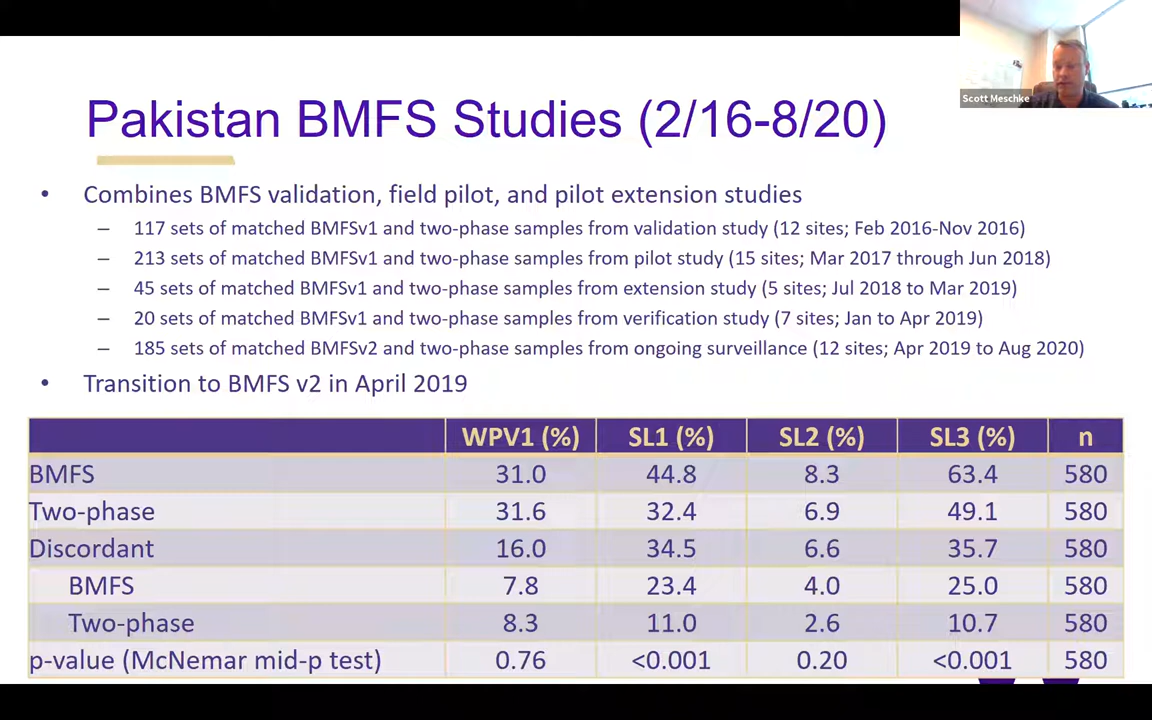 Scott Meschke
Pakistan BMFS Studies (2/16-8/20)
• Combines BMFS validation, field pilot, and pilot extension studies
– 117 sets of matched BMFSv1 and two-phase samples from validation study (12 sites; Feb 2016-Nov 2016)
– 213 sets of matched BMFSv1 and two-phase samples from pilot study (15 sites; Mar 2017 through Jun 2018)
– 45 sets of matched BMFSv1 and two-phase samples from extension study (5 sites; Jul 2018 to Mar 2019)
– 20 sets of matched BMFSv1 and two-phase samples from verification study (7 sites; Jan to Apr 2019)
– 185 sets of matched BMFSv2 and two-phase samples from ongoing surveillance (12 sites; Apr 2019 to Aug 2020)
• Transition to BMFS v2 in April 2019
WPV1 (%) SL1 (%) SL2 (%) SL3 (%) n
BMFS 31.0 44.8 8.3 63.4 580
Two-phase 31.6 32.4 6.9 49.1 580
Discordant 16.0 34.5 6.6 35.7 580
BMFS 7.8 23.4 4.0 25.0 580
Two-phase 8.3 11.0 2.6 10.7 580
p-value (McNemar mid-p test) 0.76 <0.001 0.20 <0.001 580